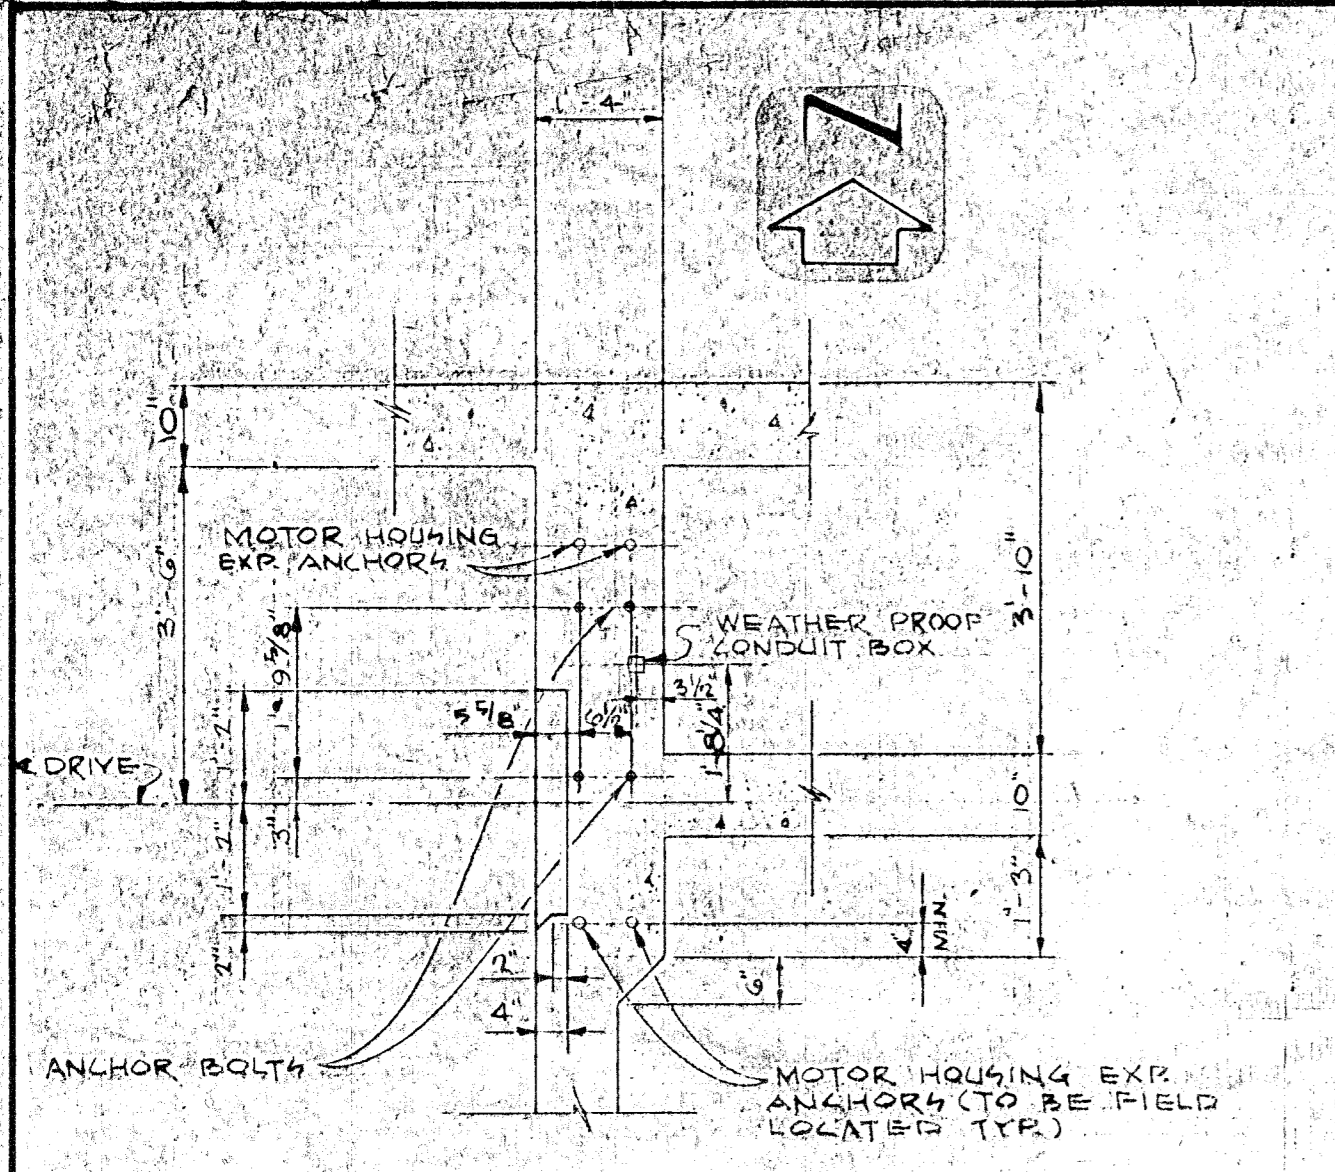 1'-4"
N
10"
3'-6"
MOTOR HOUSING
EXP. ANCHORS
1'-9 5/8"
WEATHER PROOF
CONDUIT BOX
3'-10"
3 1/2"
5 5/8"
6 1/2"
1'-8 1/4"
1'-2"
DRIVE
3"
1'-2"
10"
1'-3"
4"
MIN.
2"
2"
6"
4"
ANCHOR BOLTS
MOTOR HOUSING EXP.
ANCHORS (TO BE FIELD
LOCATED TYP.)